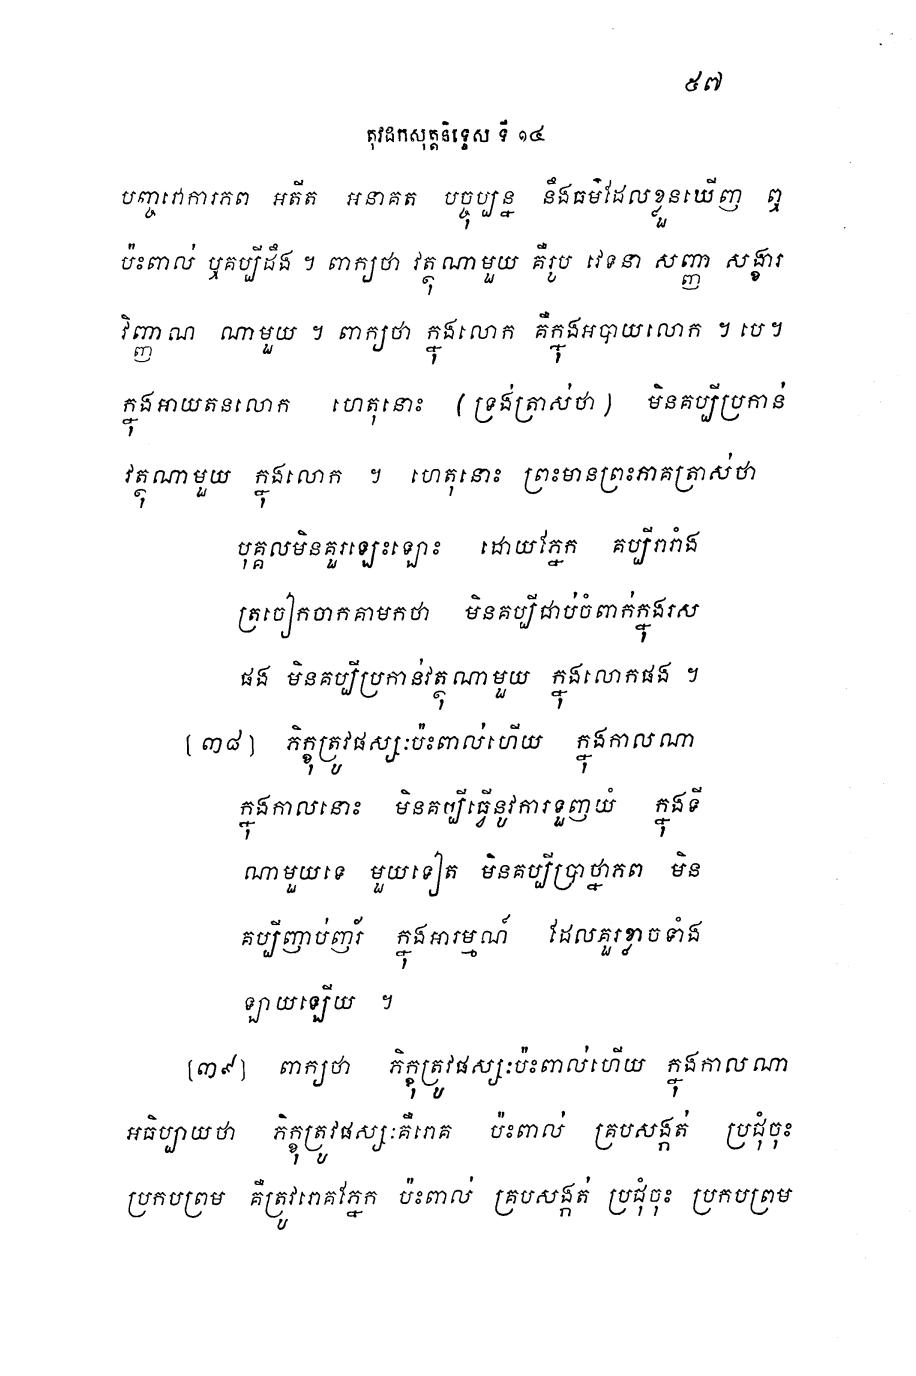 ៥៧
តុវដកសុត្តនិទ្ទេស ទី ១៤
បញ្ចវោការភព អតីត អនាគត បច្ចុប្បន្ន នឹងធម៌ដែលខ្លួនឃើញ ឮ
ប៉ះពាល់ ឬគប្បីដឹង ។ ពាក្យថា វត្ថុណាមួយ គឺរូប វេទនា សញ្ញា សង្ខារ
វិញ្ញាណ ណាមួយ ។ ពាក្យថា ក្នុងលោក គឺក្នុងអបាយលោក ។ បេ។
ក្នុងអាយតនលោក ហេតុនោះ (ទ្រង់ត្រាស់ថា) មិនគប្បីប្រកាន់
វត្ថុណាមួយ ក្នុងលោក ។ ហេតុនោះ ព្រះមានព្រះភាគត្រាស់ថា
បុគ្គលមិនគួរឡេះឡោះ ដោយភ្នែក គប្បីរារាំង
ត្រចៀកចាកគាមកថា មិនគប្បីជាប់ចំពាក់ក្នុងរស
ផង មិនគប្បីប្រកាន់វត្ថុណាមួយ ក្នុងលោកផង ។
[៣៨] ភិក្ខុត្រូវផស្សៈប៉ះពាល់ហើយ ក្នុងកាលណា
ក្នុងកាលនោះ មិនគប្បីធ្វើនូវការទួញយំ ក្នុងទី
ណាមួយទេ មួយទៀត មិនគប្បីប្រាថ្នាភព មិន
គប្បីញាប់ញ័រ ក្នុងអារម្មណ៍ ដែលគួរខ្លាចទាំង
ឡាយឡើយ ។
[៣៩] ពាក្យថា ភិក្ខុត្រូវផស្សៈប៉ះពាល់ហើយ ក្នុងកាលណា
អធិប្បាយថា ភិក្ខុត្រូវផស្សៈគឺរោគ ប៉ះពាល់ គ្របសង្កត់ ប្រជុំចុះ
ប្រកបព្រម គឺត្រូវរោគភ្នែក ប៉ះពាល់ គ្របសង្កត់ ប្រជុំចុះ ប្រកបព្រម